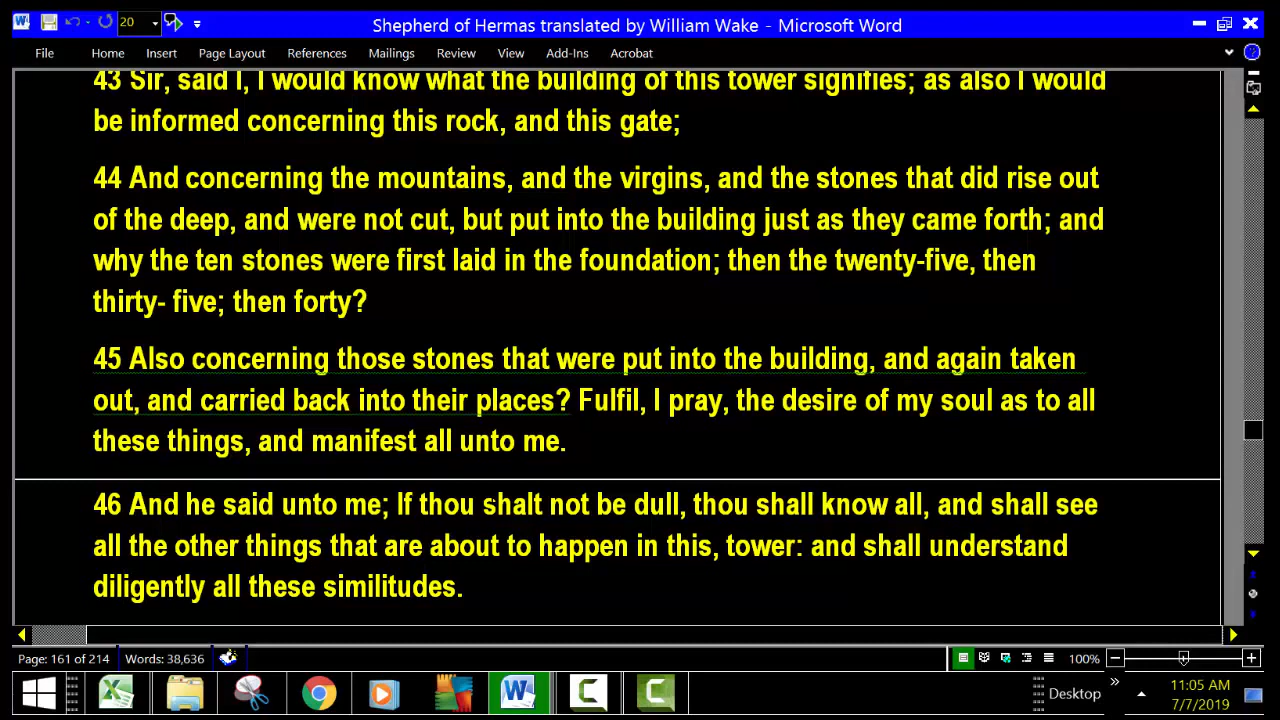 20
Shepherd of Hermas translated by William Wake - Microsoft Word
File Home Insert Page Layout References Mailings Review View Add-Ins Acrobat
43 Sir, said I, I would know what the building of this tower signifies; as also I would
be informed concerning this rock, and this gate;
44 And concerning the mountains, and the virgins, and the stones that did rise out
of the deep, and were not cut, but put into the building just as they came forth; and
why the ten stones were first laid in the foundation; then the twenty-five, then
thirty- five; then forty?
45 Also concerning those stones that were put into the building, and again taken
out, and carried back into their places? Fulfil, I pray, the desire of my soul as to all
these things, and manifest all unto me.
46 And he said unto me; If thou shalt not be dull, thou shall know all, and shall see
all the other things that are about to happen in this, tower: and shall understand
diligently all these similitudes.
Page: 161 of 214 Words: 38,636 100%
Desktop
11:05 AM
7/7/2019